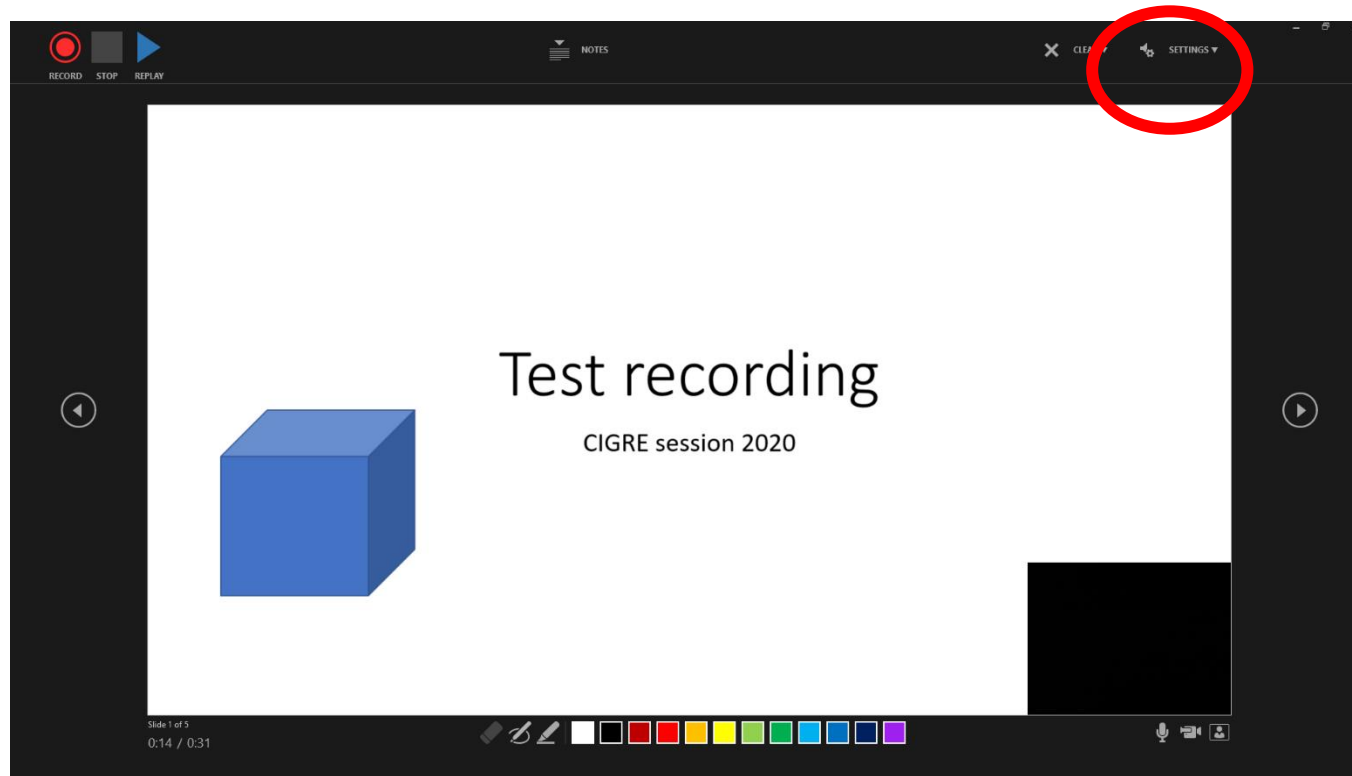 RECORD STOP REPLAY
NOTES
SETTINGS
Test recording
CIGRE session 2020
Slide 1 of 5
0:14 / 0:31